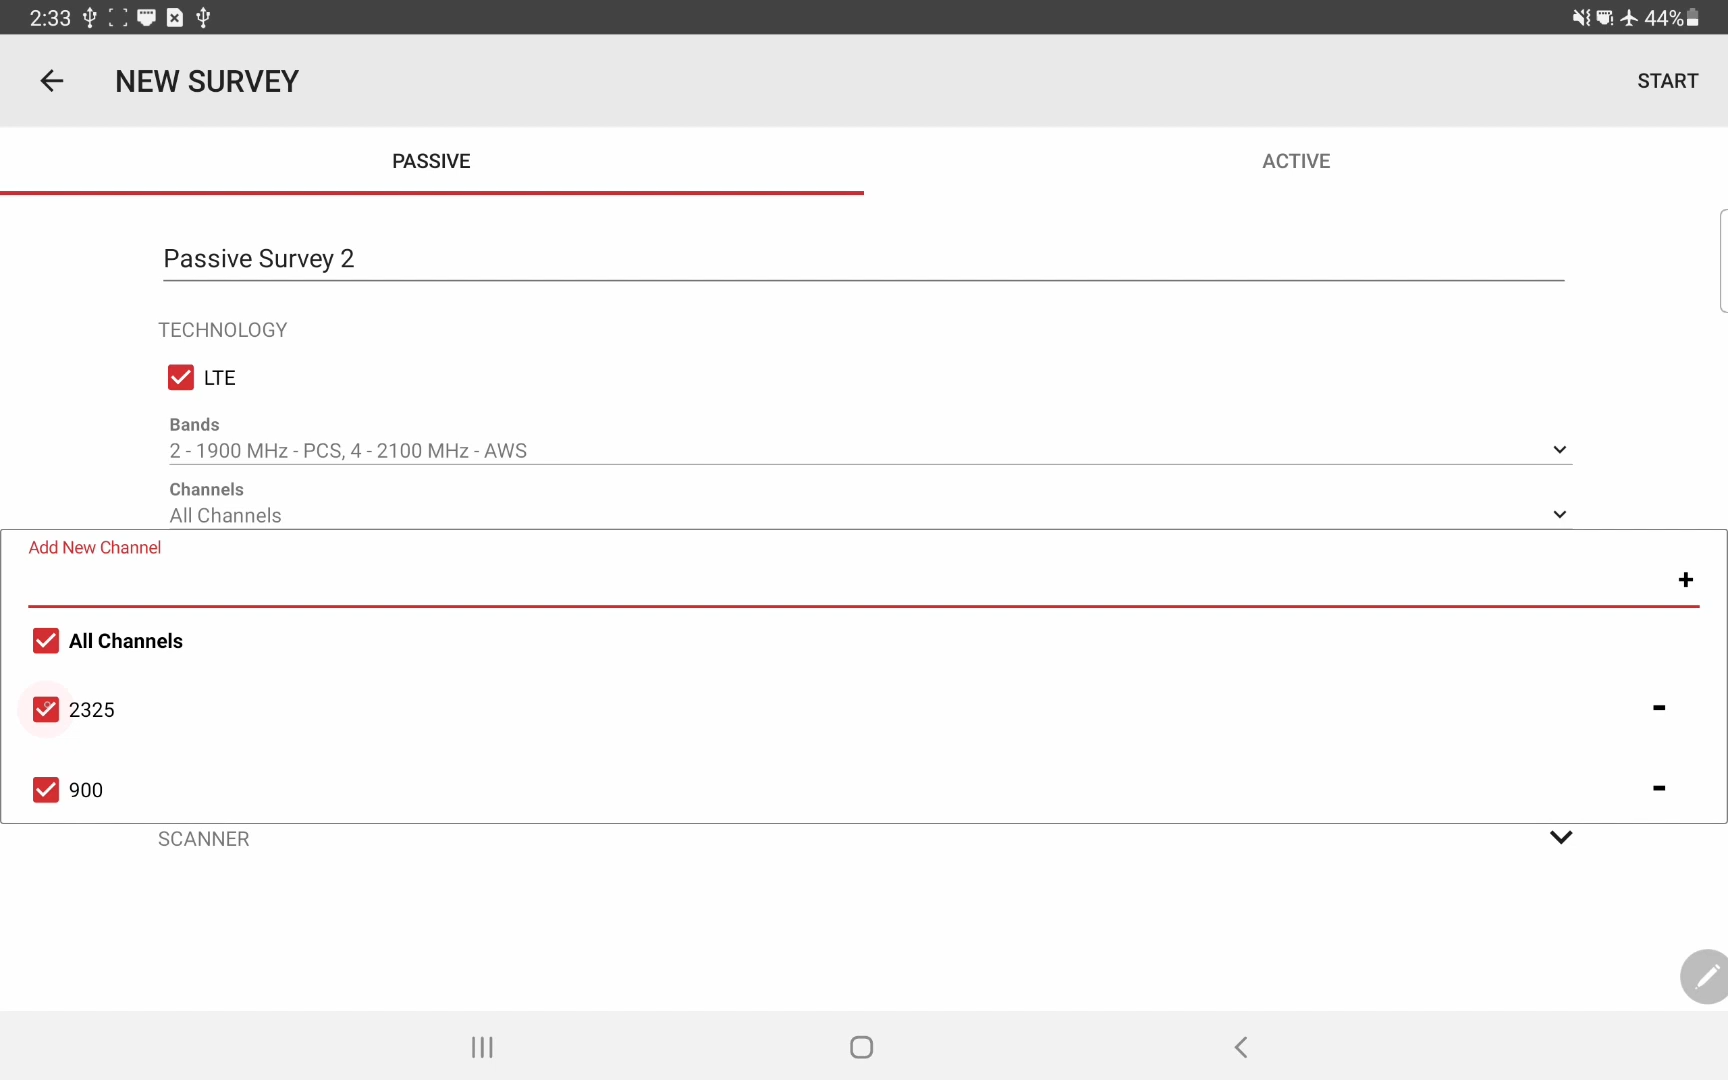 2:33
44%
NEW SURVEY
START
PASSIVE
ACTIVE
Passive Survey 2
TECHNOLOGY
LTE
Bands
2 - 1900 MHz - PCS, 4 - 2100 MHz - AWS
Channels
All Channels
Add New Channel
+
All Channels
2325
-
900
-
SCANNER